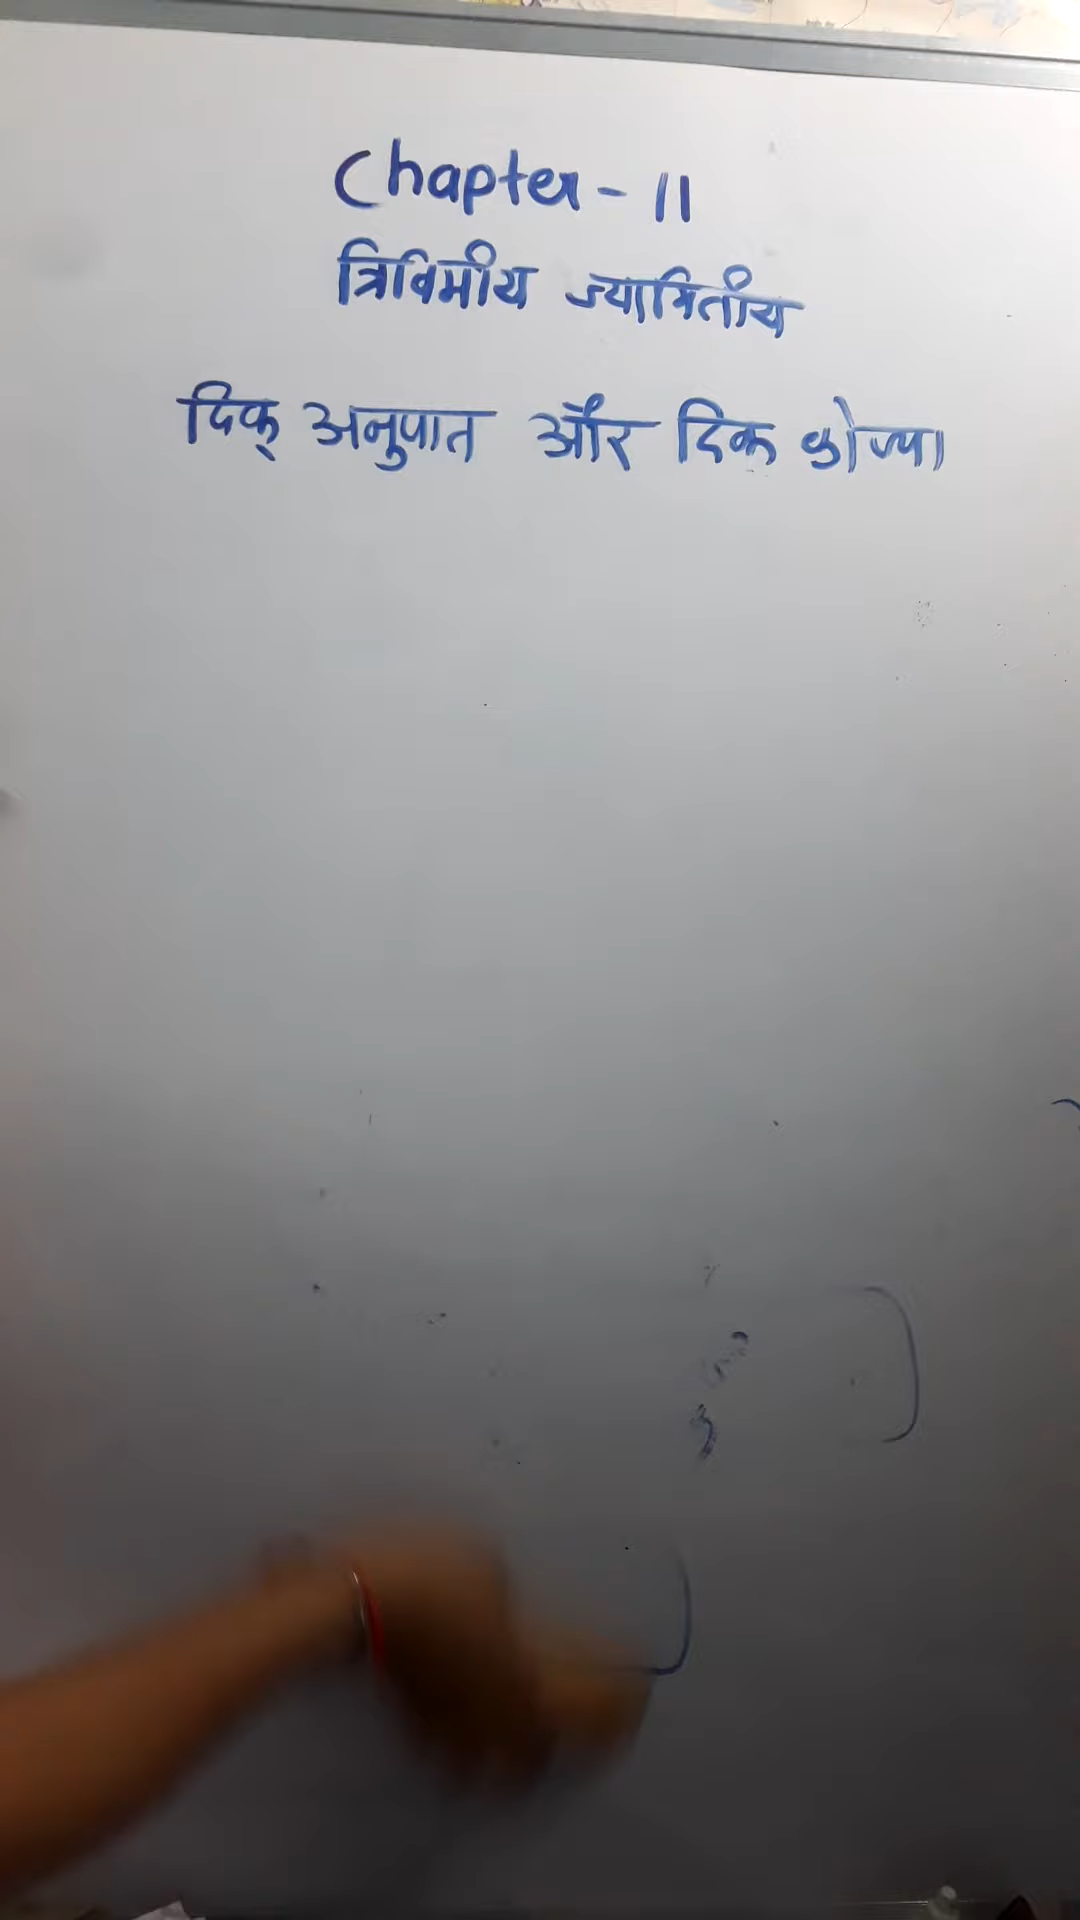 Chapter - 11
त्रिविमीय ज्यामितीय
दिक् अनुपात और दिक कोज्या